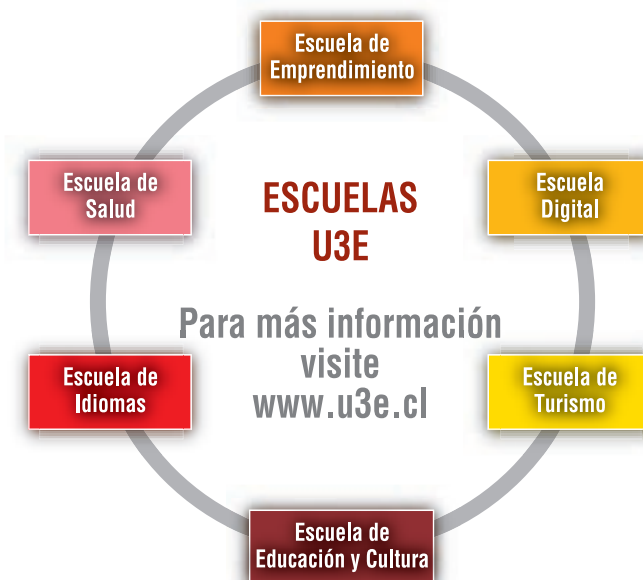 Escuela de
Emprendimiento
Escuela de
Salud
ESCUELAS
U3E
Escuela
Digital
Para más información
visite
www.u3e.cl
Escuela de
Idiomas
Escuela de
Turismo
Escuela de
Educación y Cultura